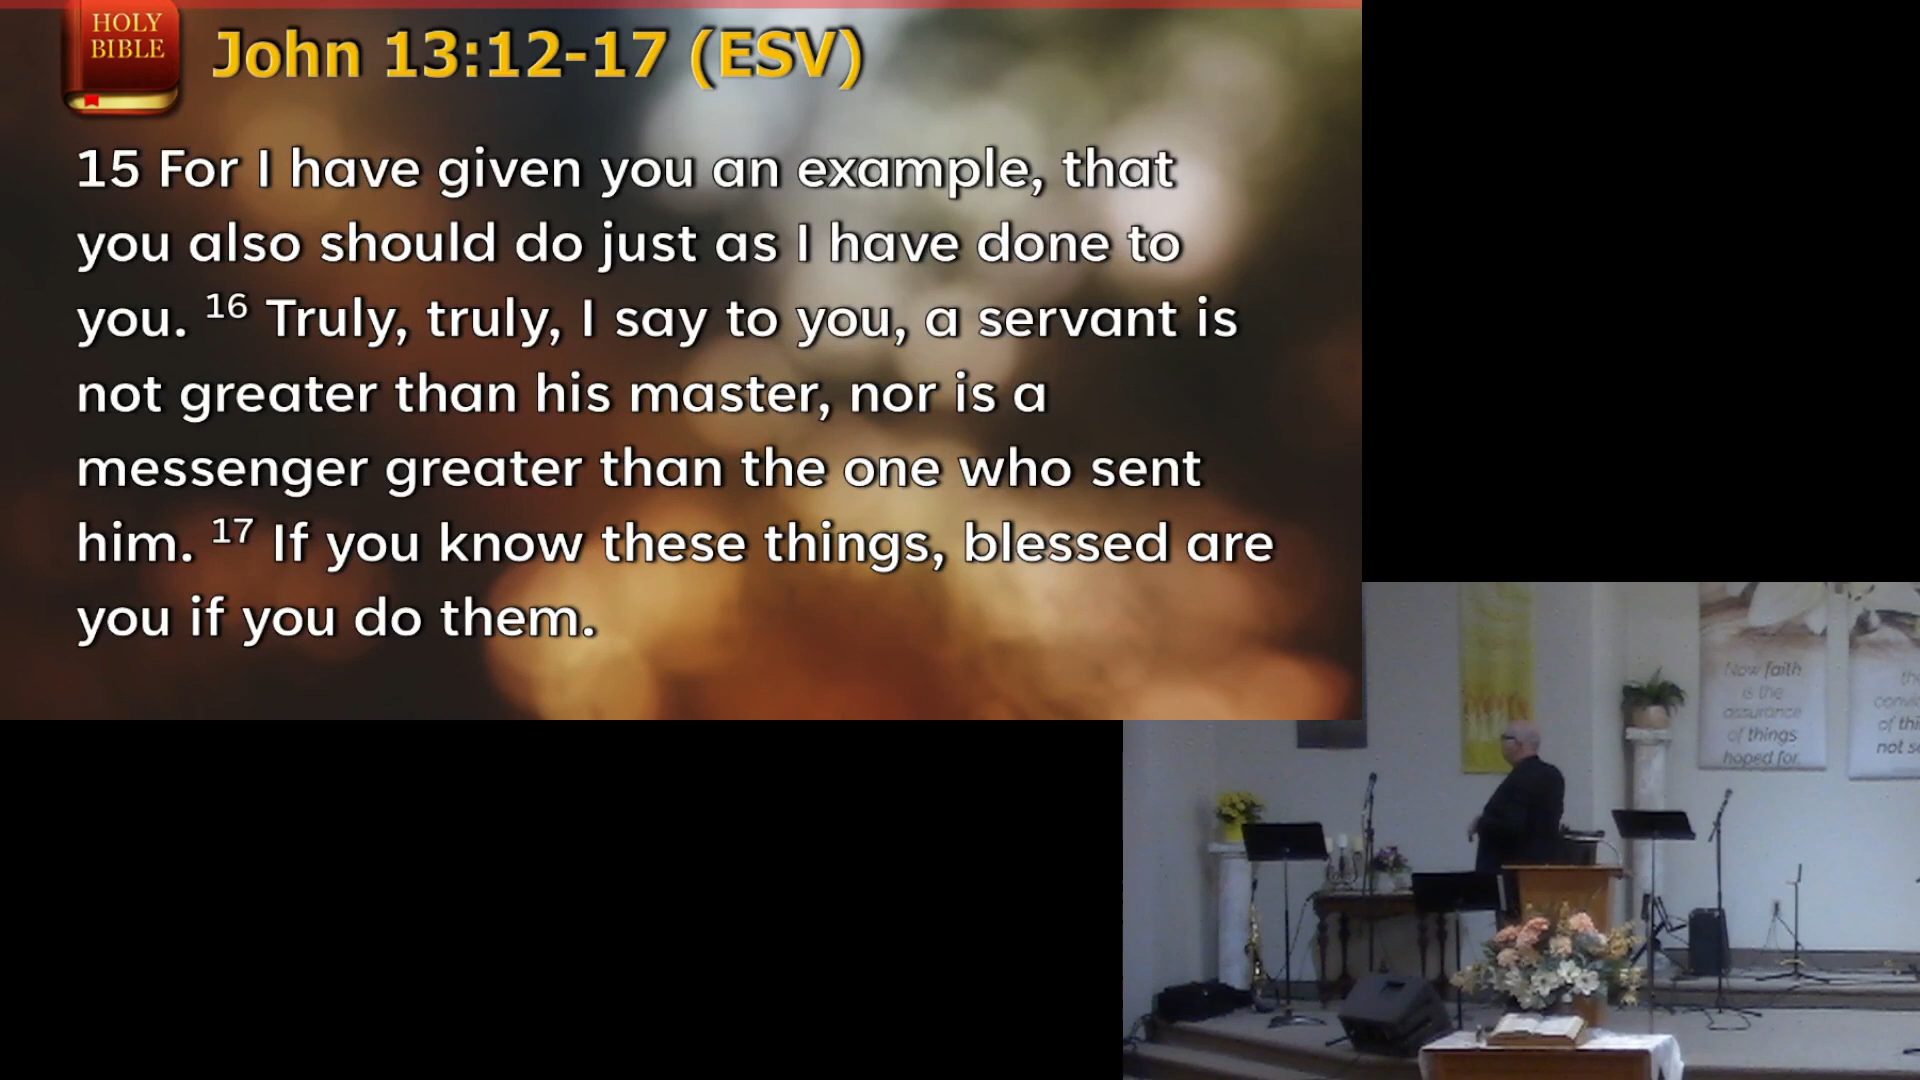 HOLY
BIBLE
John 13:12-17 (ESV)
15 For I have given you an example, that
you also should do just as I have done to
you. 16 Truly, truly, I say to you, a servant is
not greater than his master, nor is a
messenger greater than the one who sent
him. 17 If you know these things, blessed are
you if you do them.
Now faith
is the
assurance
of things
hoped for,
of
not